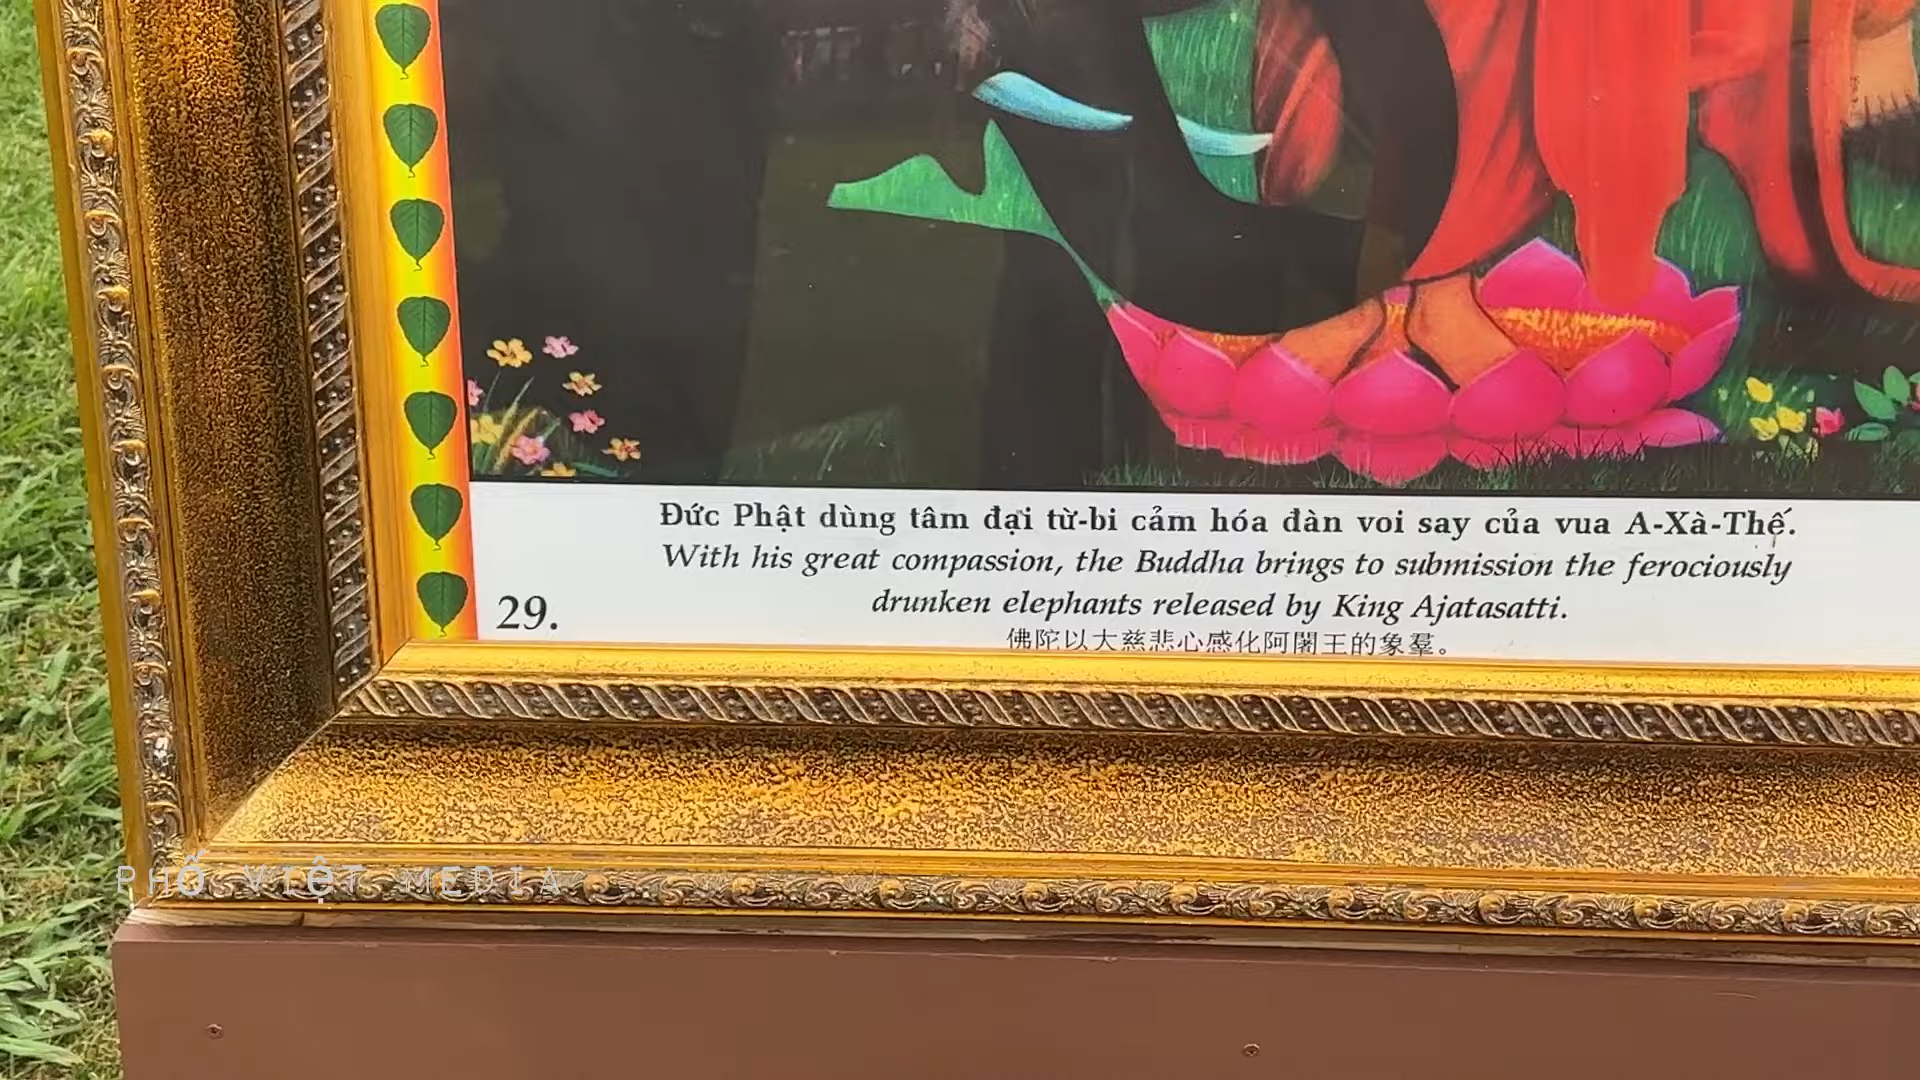 Đức Phật dùng tâm đại từ-bi cảm hóa đàn voi say của vua A-Xà-Thế.
With his great compassion, the Buddha brings to submission the ferociously
drunken elephants released by King Ajatasatti.
29.
佛陀以大慈悲心感化阿闍王的象羣。
PHỐ VIỆT MEDIA